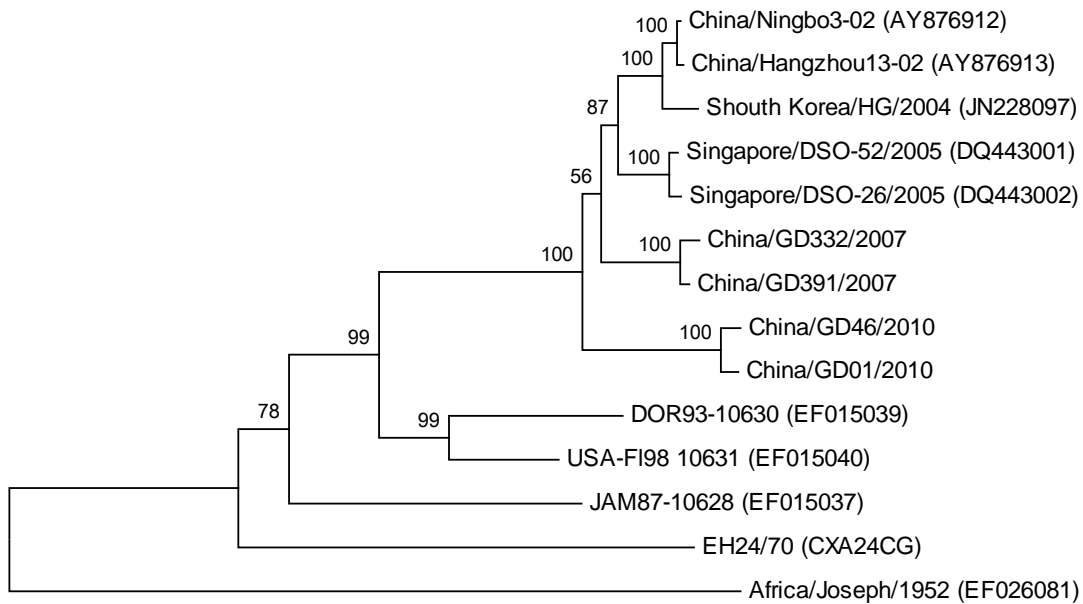 100 China/Ningbo3-02 (AY876912)
100 China/Hangzhou13-02 (AY876913)
87 Shouth Korea/HG/2004 (JN228097)
100 Singapore/DSO-52/2005 (DQ443001)
56 Singapore/DSO-26/2005 (DQ443002)
100 China/GD332/2007
100 China/GD391/2007
100 China/GD46/2010
99 China/GD01/2010
78 99 DOR93-10630 (EF015039)
USA-Fl98 10631 (EF015040)
JAM87-10628 (EF015037)
EH24/70 (CXA24CG)
Africa/Joseph/1952 (EF026081)